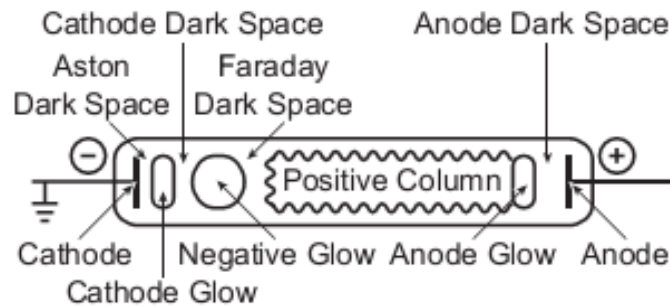 Cathode Dark Space
Anode Dark Space
Aston
Dark Space
Faraday
Dark Space
−
+
Positive Column
Cathode
Negative Glow
Anode Glow
Anode
Cathode Glow